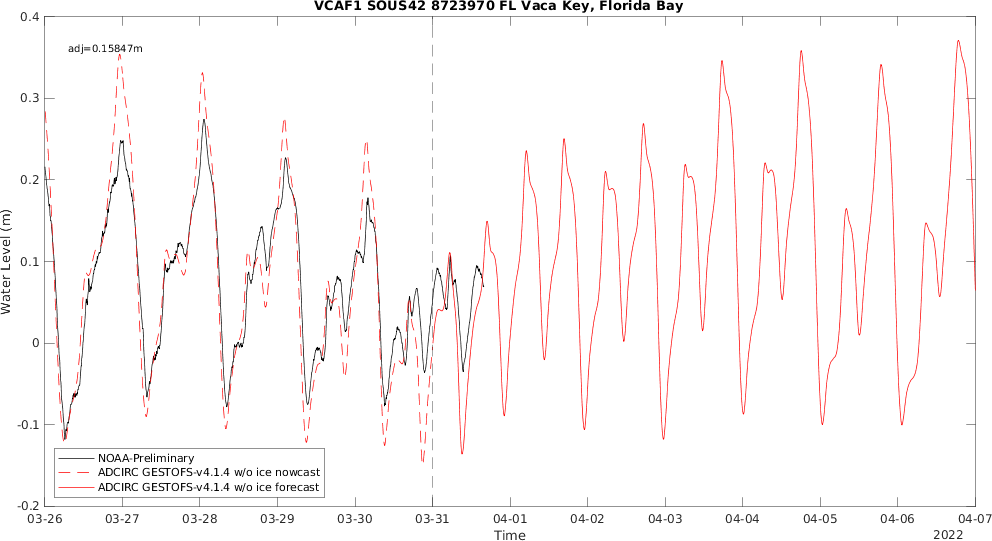 VCAF1 SOUS42 8723970 FL Vaca Key, Florida Bay
adj=0.15847m
0.4
0.3
0.2
0.1
0
-0.1
-0.2
Water Level (m)
NOAA-Preliminary
ADCIRC GESTOFS-v4.1.4 w/o ice nowcast
ADCIRC GESTOFS-v4.1.4 w/o ice forecast
03-26 03-27 03-28 03-29 03-30 03-31 04-01 04-02 04-03 04-04 04-05 04-06 04-07
Time
2022